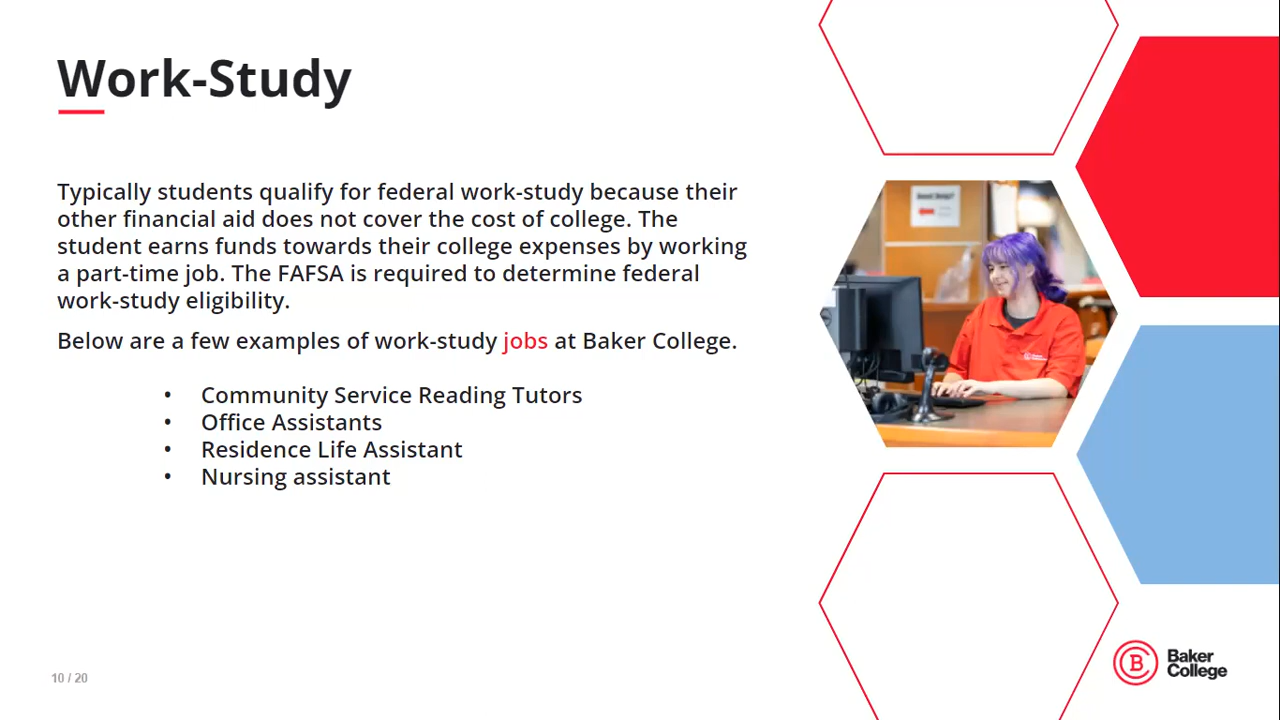 Work-Study
Typically students qualify for federal work-study because their
other financial aid does not cover the cost of college. The
student earns funds towards their college expenses by working
a part-time job. The FAFSA is required to determine federal
work-study eligibility.
Below are a few examples of work-study jobs at Baker College.
• Community Service Reading Tutors
• Office Assistants
• Residence Life Assistant
• Nursing assistant
10 / 20
B
Baker
College